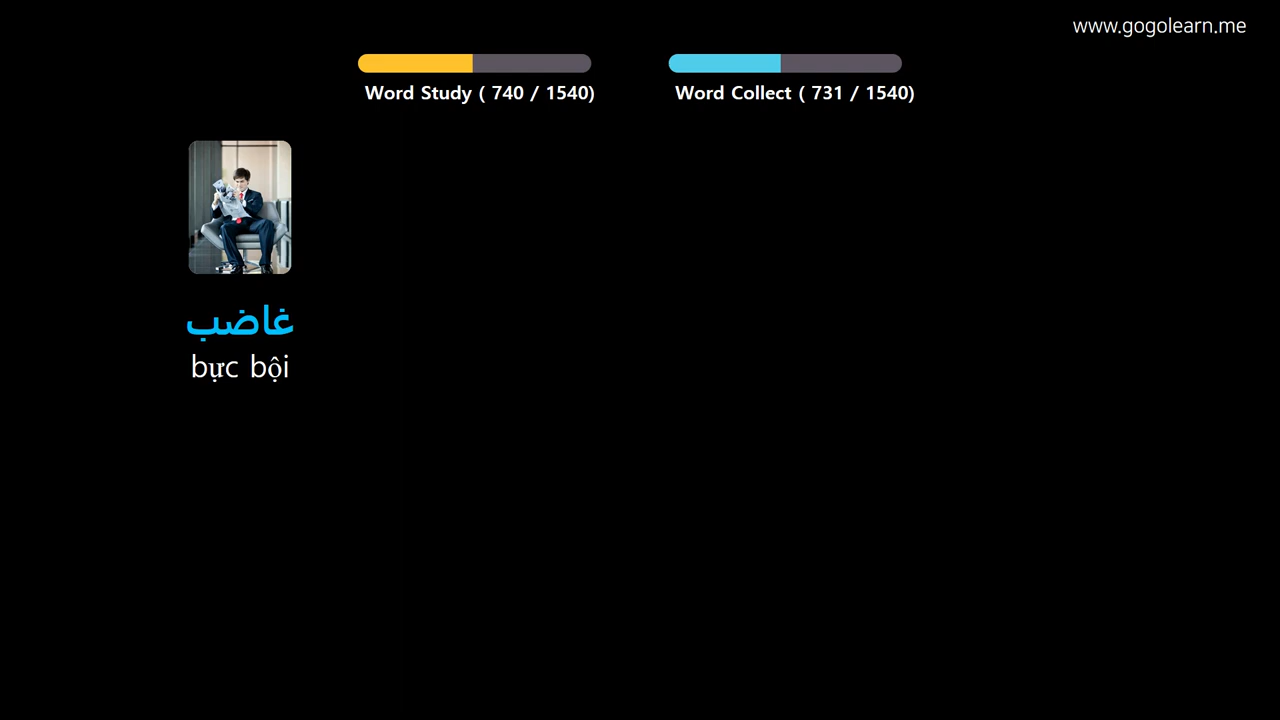 www.gogolearn.me
Word Study ( 740 / 1540)
Word Collect ( 731 / 1540)
غاضب
bực bội